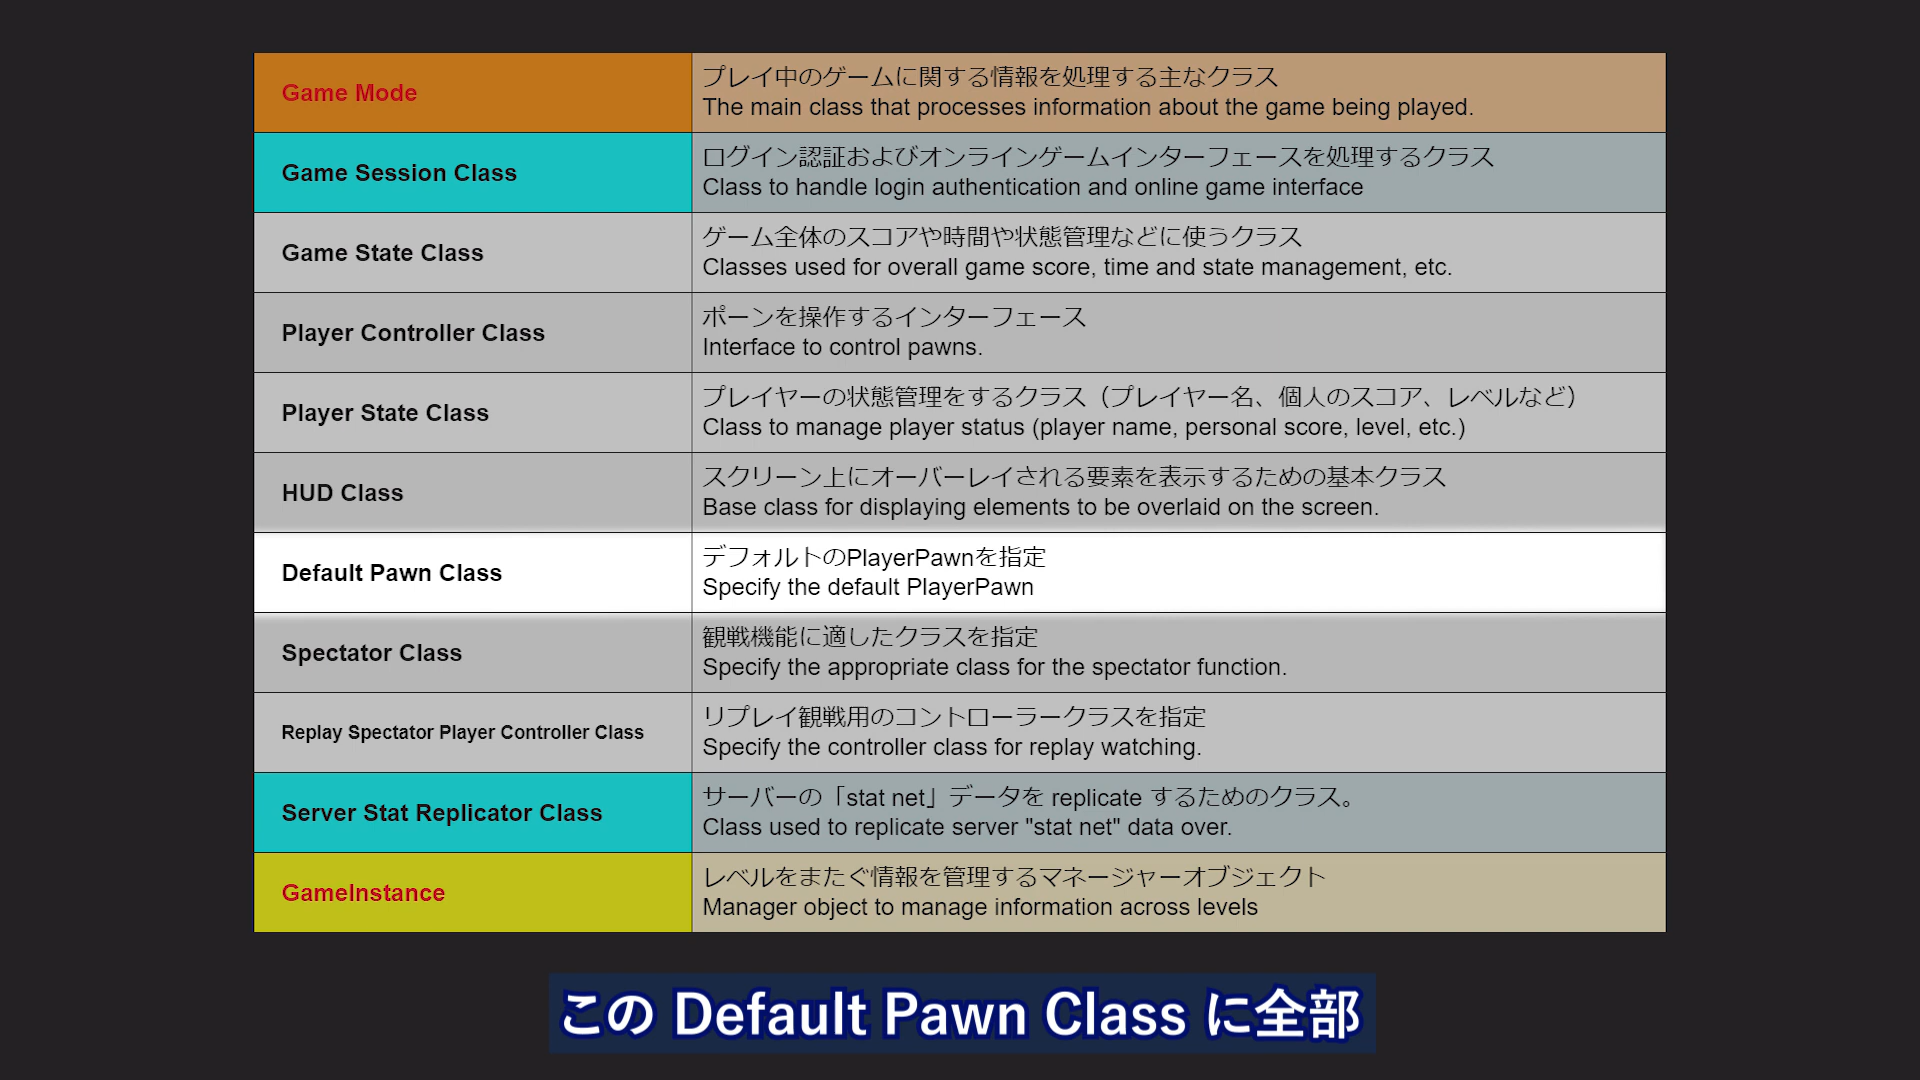 Game Mode
プレイ中のゲームに関する情報を処理する主なクラス
The main class that processes information about the game being played.
Game Session Class
ログイン認証およびオンラインゲームインターフェースを処理するクラス
Class to handle login authentication and online game interface
Game State Class
ゲーム全体のスコアや時間や状態管理などに使うクラス
Classes used for overall game score, time and state management, etc.
Player Controller Class
ポーンを操作するインターフェース
Interface to control pawns.
Player State Class
プレイヤーの状態管理をするクラス（プレイヤー名、個人のスコア、レベルなど）
Class to manage player status (player name, personal score, level, etc.)
HUD Class
スクリーン上にオーバーレイされる要素を表示するための基本クラス
Base class for displaying elements to be overlaid on the screen.
Default Pawn Class
デフォルトのPlayerPawnを指定
Specify the default PlayerPawn
Spectator Class
観戦機能に適したクラスを指定
Specify the appropriate class for the spectator function.
Replay Spectator Player Controller Class
リプレイ観戦用のコントローラークラスを指定
Specify the controller class for replay watching.
Server Stat Replicator Class
サーバーの「stat net」データを replicate するためのクラス。
Class used to replicate server "stat net" data over.
GameInstance
レベルをまたぐ情報を管理するマネージャーオブジェクト
Manager object to manage information across levels
この Default Pawn Class に全部